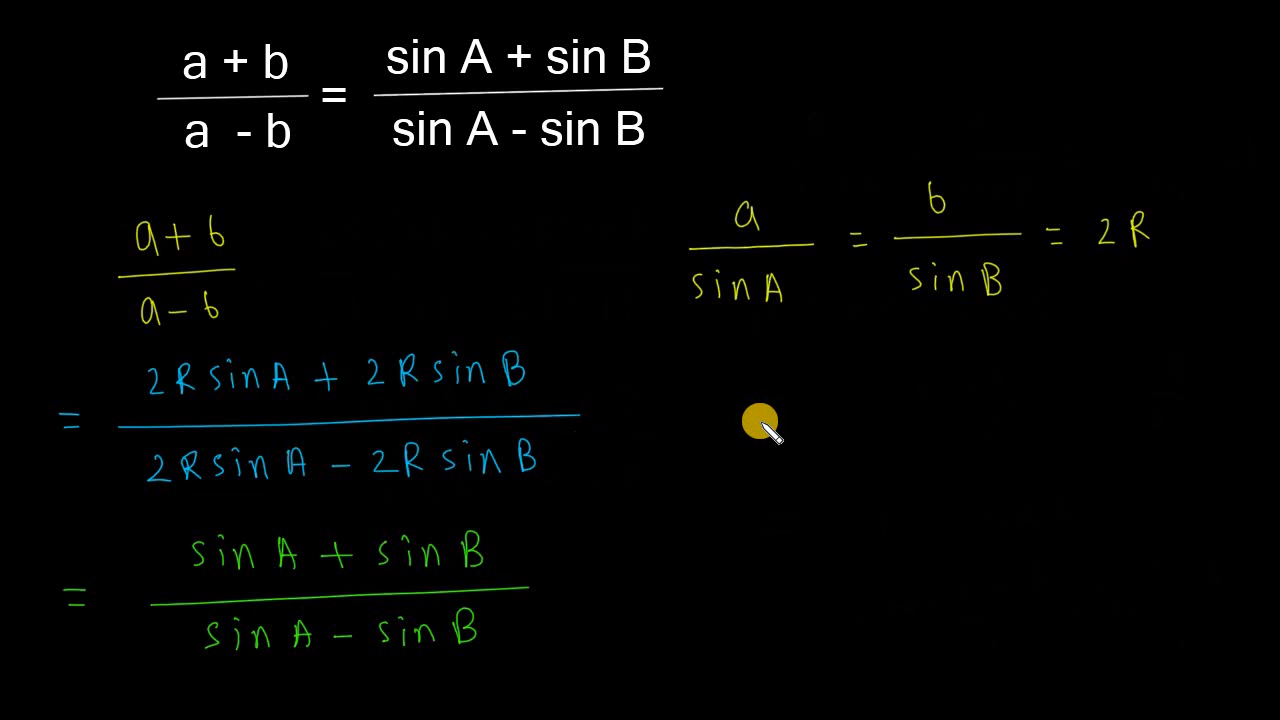 a + b / a - b = sin A + sin B / sin A - sin B
a + b / a - b
a / sin A = b / sin B = 2R
= 2R sin A + 2R sin B / 2R sin A - 2R sin B
= sin A + sin B / sin A - sin B